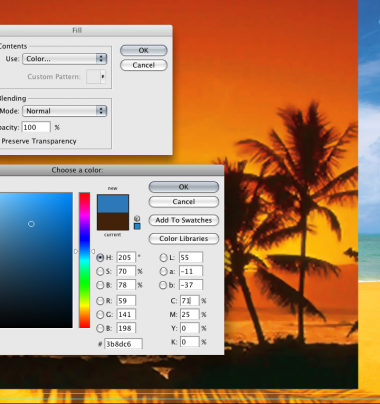 Fill
Contents
Use: Color... OK
Cancel
Custom Pattern:
Blending
Mode: Normal
Opacity: 100 %
Preserve Transparency
Choose a color:
new OK
Cancel
Add To Swatches
current Color Libraries
H: 205 ° L: 55
S: 70 % a: -11
B: 78 % b: -37
R: 59 C: 71 %
G: 141 M: 25 %
B: 198 Y: 0 %
# 3b8dc6 K: 0 %